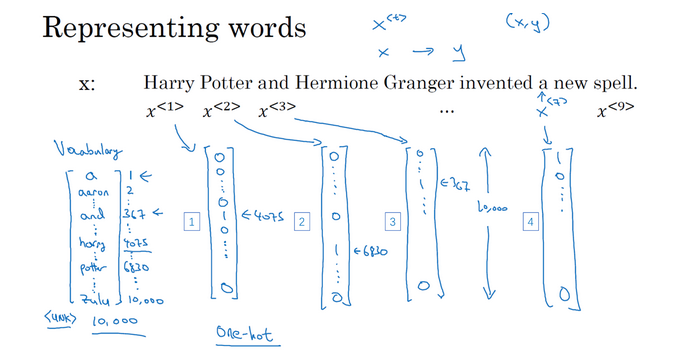 Representing words
x<t>
(x,y)
x → y
x: Harry Potter and Hermione Granger invented a new spell.
x<1> x<2> x<3> ... x<7> x<9>
Vocabulary
a 1 ←
aaron 2
⋮ ⋮
and 367 ←
⋮ ⋮
harry 4075
⋮ ⋮
potter 6830
⋮ ⋮
zulu 10,000
<UNK> 10,000
1
0
0
⋮
0
1
0
⋮
0
←4075
2
0
⋮
0
1
⋮
0
←6830
3
0
⋮
1
⋮
0
←367
10,000
4
1
0
⋮
0
One-hot